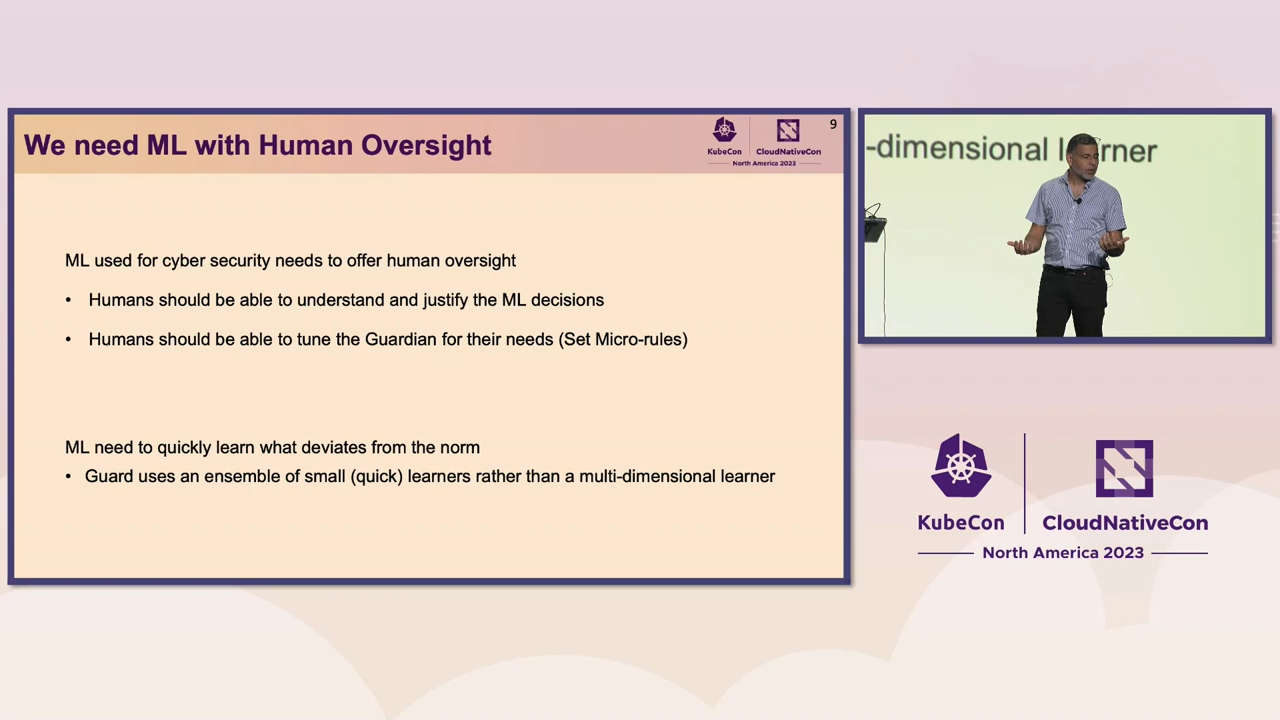 We need ML with Human Oversight
KubeCon
CloudNativeCon
North America 2023
9
ML used for cyber security needs to offer human oversight
• Humans should be able to understand and justify the ML decisions
• Humans should be able to tune the Guardian for their needs (Set Micro-rules)
ML need to quickly learn what deviates from the norm
• Guard uses an ensemble of small (quick) learners rather than a multi-dimensional learner
-dimensional l rner
KubeCon
CloudNativeCon
North America 2023